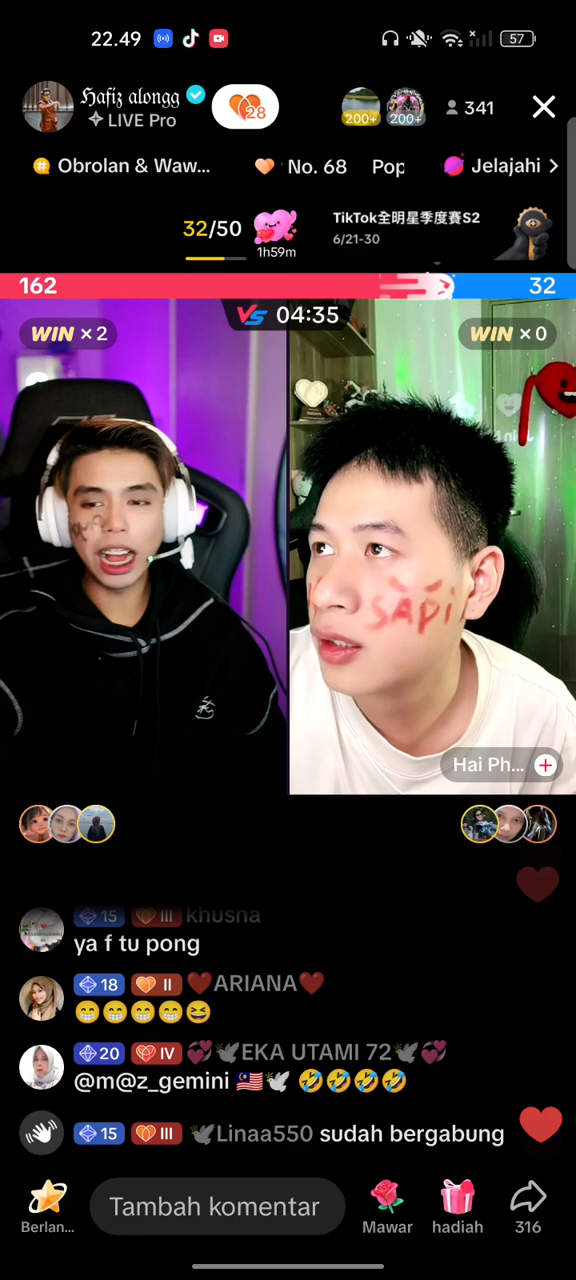 22.49
57
Hafiz alongg
LIVE Pro
28
200+
200+
341
Obrolan & Waw...
No. 68
Pop
Jelajahi
32/50
1h59m
TikTok全明星季度賽S2
6/21-30
162
32
VS 04:35
WIN × 2
WIN × 0
SAPi
Hai Ph...
15 III khusna
ya f tu pong
18 II ARIANA
20 IV EKA UTAMI 72
@m@z_gemini 🇲🇾🕊 🤣🤣🤣🤣
15 III Linaa550 sudah bergabung
Berlan...
Tambah komentar
Mawar
hadiah
316